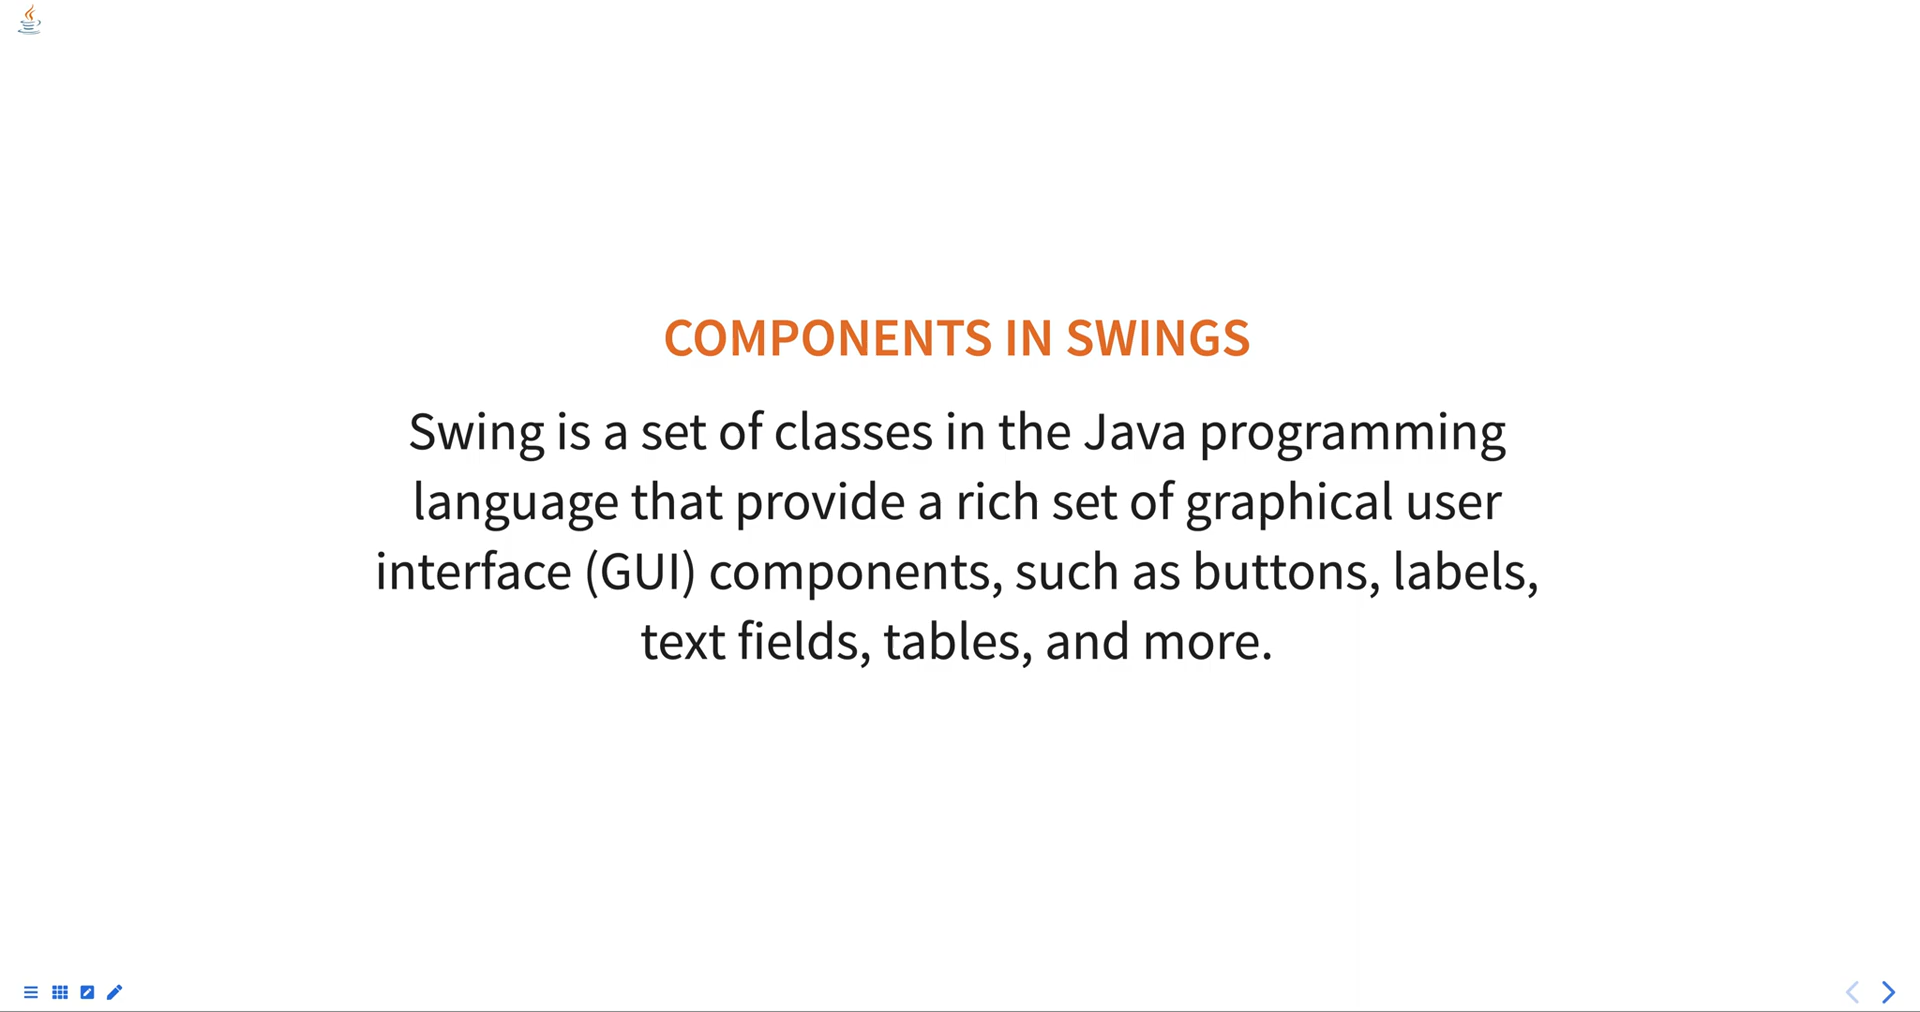 COMPONENTS IN SWINGS
Swing is a set of classes in the Java programming
language that provide a rich set of graphical user
interface (GUI) components, such as buttons, labels,
text fields, tables, and more.